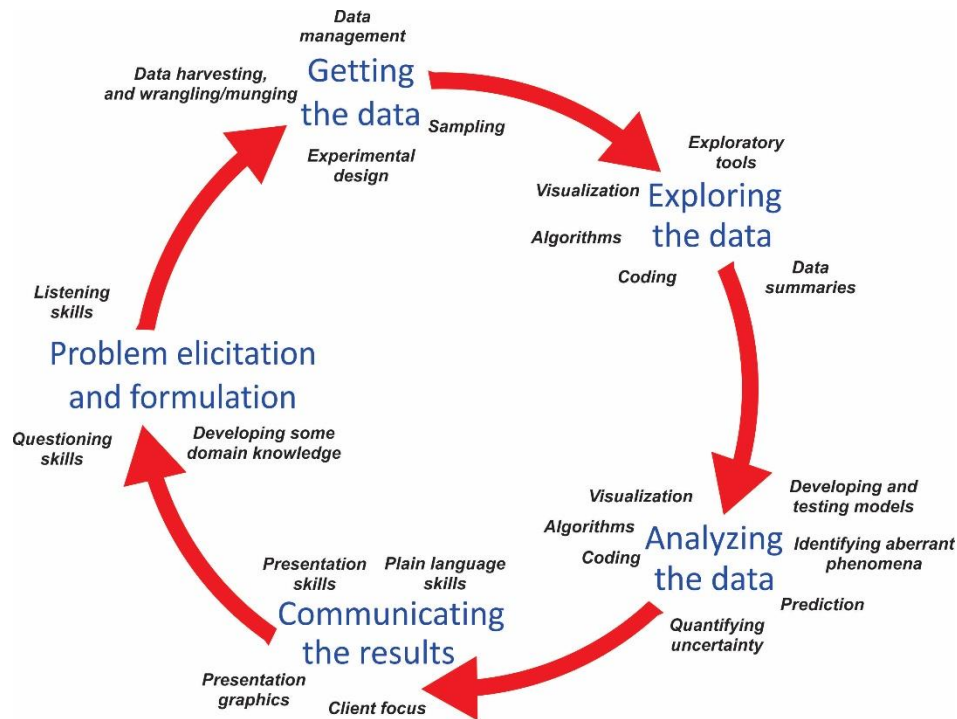 Data
management
Data harvesting,
and wrangling/munging
Getting
the data
Sampling
Experimental
design
Exploratory
tools
Visualization
Exploring
the data
Algorithms
Coding
Data
summaries
Listening
skills
Problem elicitation
and formulation
Questioning
skills
Developing some
domain knowledge
Visualization
Developing and
testing models
Algorithms
Coding
Analyzing
the data
Identifying aberrant
phenomena
Prediction
Quantifying
uncertainty
Presentation
skills
Plain language
skills
Communicating
the results
Presentation
graphics
Client focus